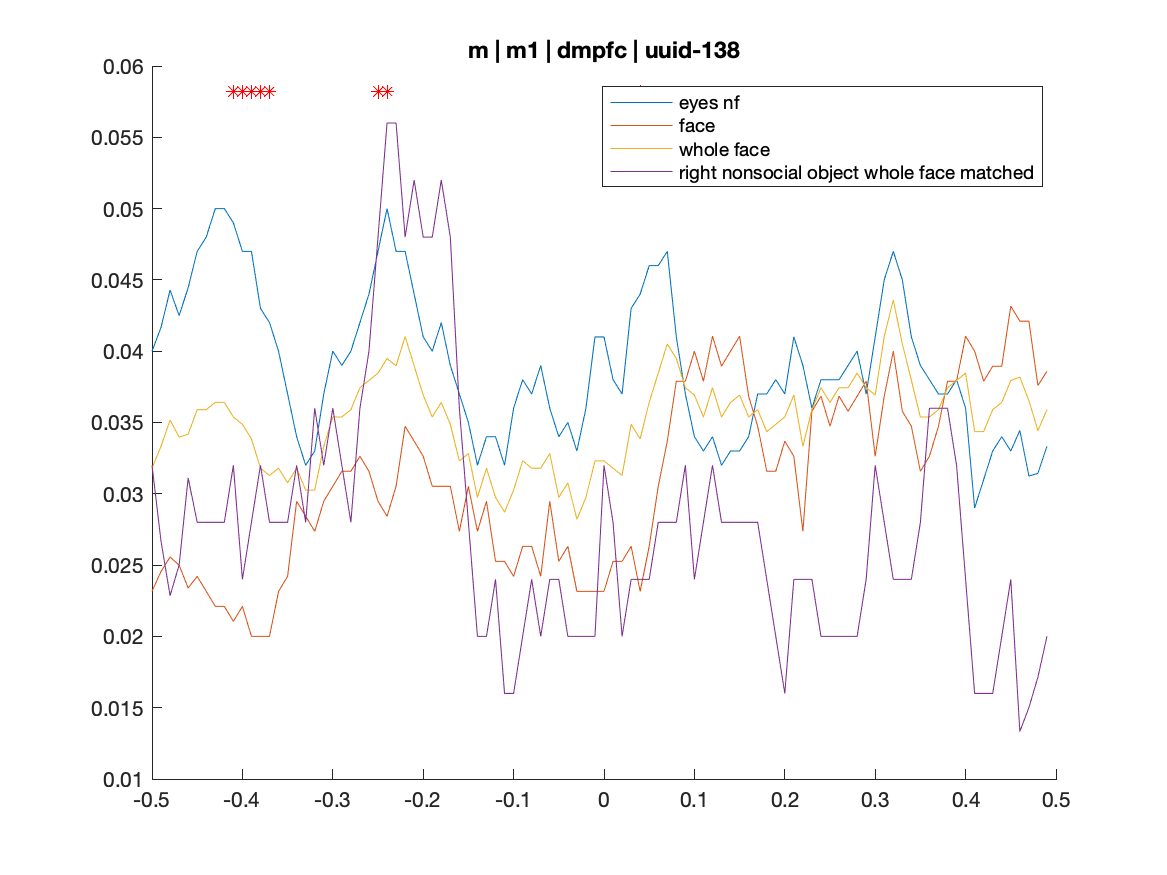 m | m1 | dmpfc | uuid-138
0.06
0.055
0.05
0.045
0.04
0.035
0.03
0.025
0.02
0.015
0.01
eyes nf
face
whole face
right nonsocial object whole face matched
-0.5 -0.4 -0.3 -0.2 -0.1 0 0.1 0.2 0.3 0.4 0.5